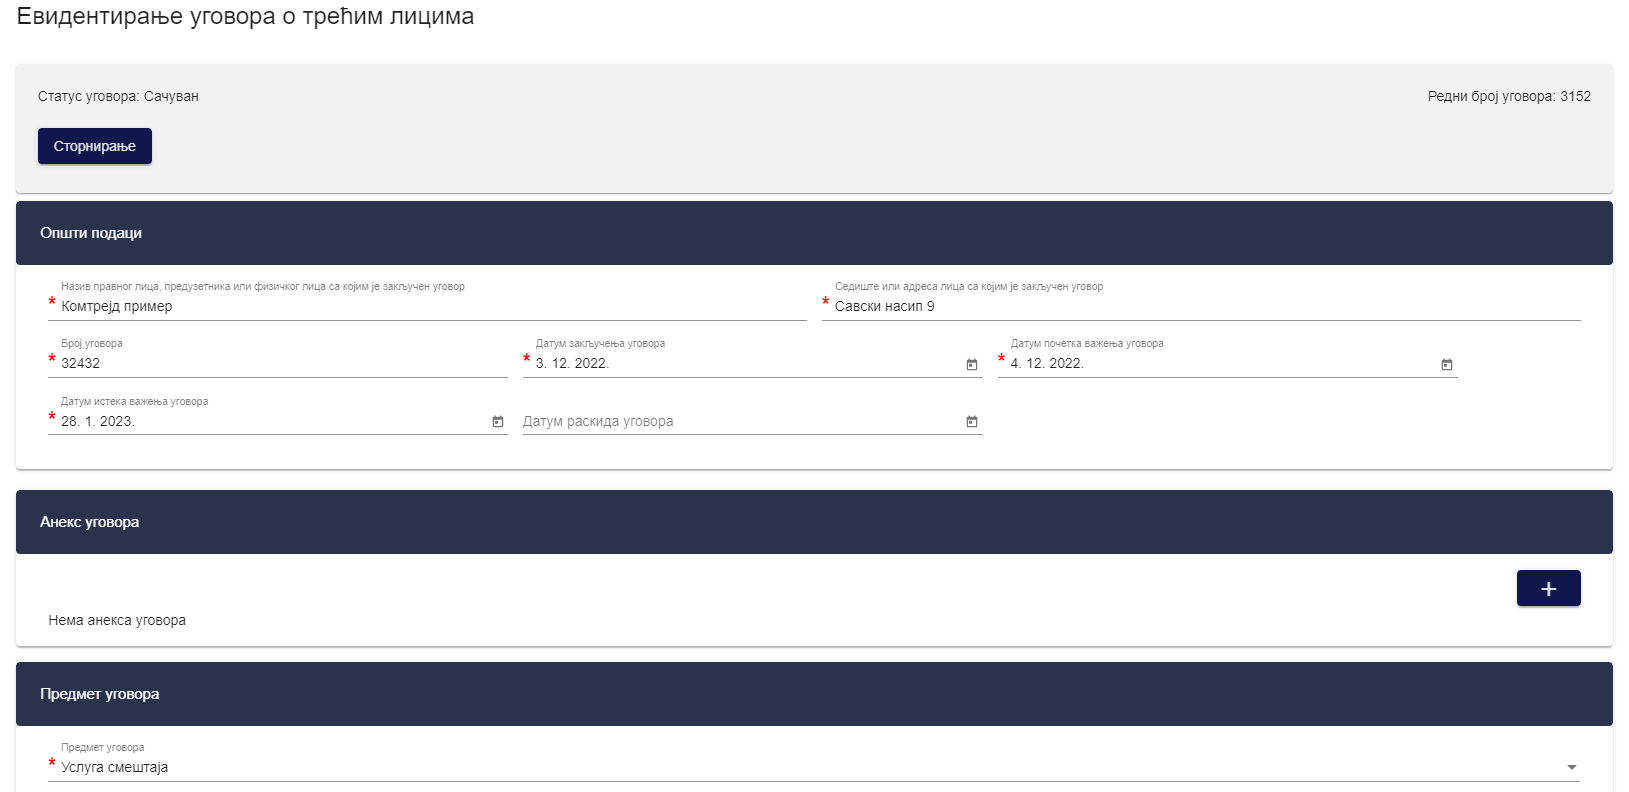 Евидентирање уговора о трећим лицима
Статус уговора: Сачуван
Редни број уговора: 3152
Сторнирање
Општи подаци
Назив правног лица, предузетника или физичког лица са којим је закључен уговор
* Комтрејд пример
Седиште или адреса лица са којим је закључен уговор
* Савски насип 9
Број уговора
* 32432
Датум закључења уговора
* 3. 12. 2022.
Датум почетка важења уговора
* 4. 12. 2022.
Датум истека важења уговора
* 28. 1. 2023.
Датум раскида уговора
Анекс уговора
+
Нема анекса уговора
Предмет уговора
Предмет уговора
* Услуга смештаја